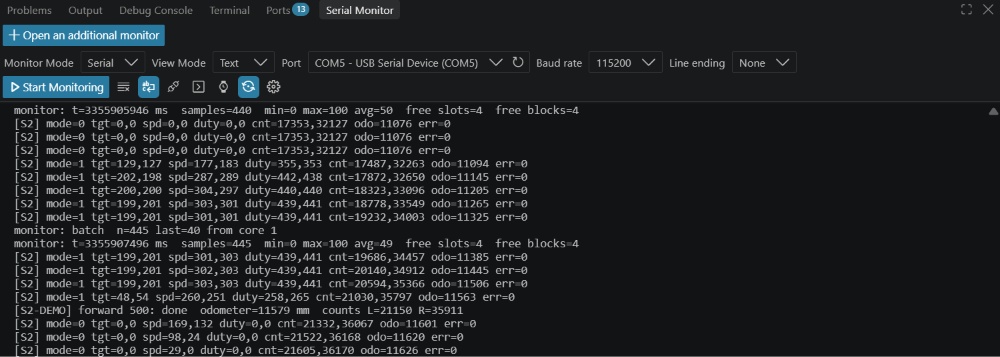 Problems Output Debug Console Terminal Ports 13 Serial Monitor
+ Open an additional monitor
Monitor Mode Serial View Mode Text Port COM5 - USB Serial Device (COM5) Baud rate 115200 Line ending None
Start Monitoring
monitor: t=3355905946 ms  samples=440  min=0 max=100 avg=50  free slots=4  free blocks=4
[S2] mode=0 tgt=0,0 spd=0,0 duty=0,0 cnt=17353,32127 odo=11076 err=0
[S2] mode=0 tgt=0,0 spd=0,0 duty=0,0 cnt=17353,32127 odo=11076 err=0
[S2] mode=0 tgt=0,0 spd=0,0 duty=0,0 cnt=17353,32127 odo=11076 err=0
[S2] mode=1 tgt=129,127 spd=177,183 duty=355,353 cnt=17487,32263 odo=11094 err=0
[S2] mode=1 tgt=202,198 spd=287,289 duty=442,438 cnt=17872,32650 odo=11145 err=0
[S2] mode=1 tgt=200,200 spd=304,297 duty=440,440 cnt=18323,33096 odo=11205 err=0
[S2] mode=1 tgt=199,201 spd=303,301 duty=439,441 cnt=18778,33549 odo=11265 err=0
[S2] mode=1 tgt=199,201 spd=301,301 duty=439,441 cnt=19232,34003 odo=11325 err=0
monitor: batch  n=445 last=40 from core 1
monitor: t=3355907496 ms  samples=445  min=0 max=100 avg=49  free slots=4  free blocks=4
[S2] mode=1 tgt=199,201 spd=301,303 duty=439,441 cnt=19686,34457 odo=11385 err=0
[S2] mode=1 tgt=199,201 spd=302,303 duty=439,441 cnt=20140,34912 odo=11445 err=0
[S2] mode=1 tgt=199,201 spd=303,303 duty=439,441 cnt=20594,35366 odo=11506 err=0
[S2] mode=1 tgt=48,54 spd=260,251 duty=258,265 cnt=21030,35797 odo=11563 err=0
[S2-DEMO] forward 500: done  odometer=11579 mm  counts L=21150 R=35911
[S2] mode=0 tgt=0,0 spd=169,132 duty=0,0 cnt=21332,36067 odo=11601 err=0
[S2] mode=0 tgt=0,0 spd=98,24 duty=0,0 cnt=21522,36168 odo=11620 err=0
[S2] mode=0 tgt=0,0 spd=29,0 duty=0,0 cnt=21605,36170 odo=11626 err=0